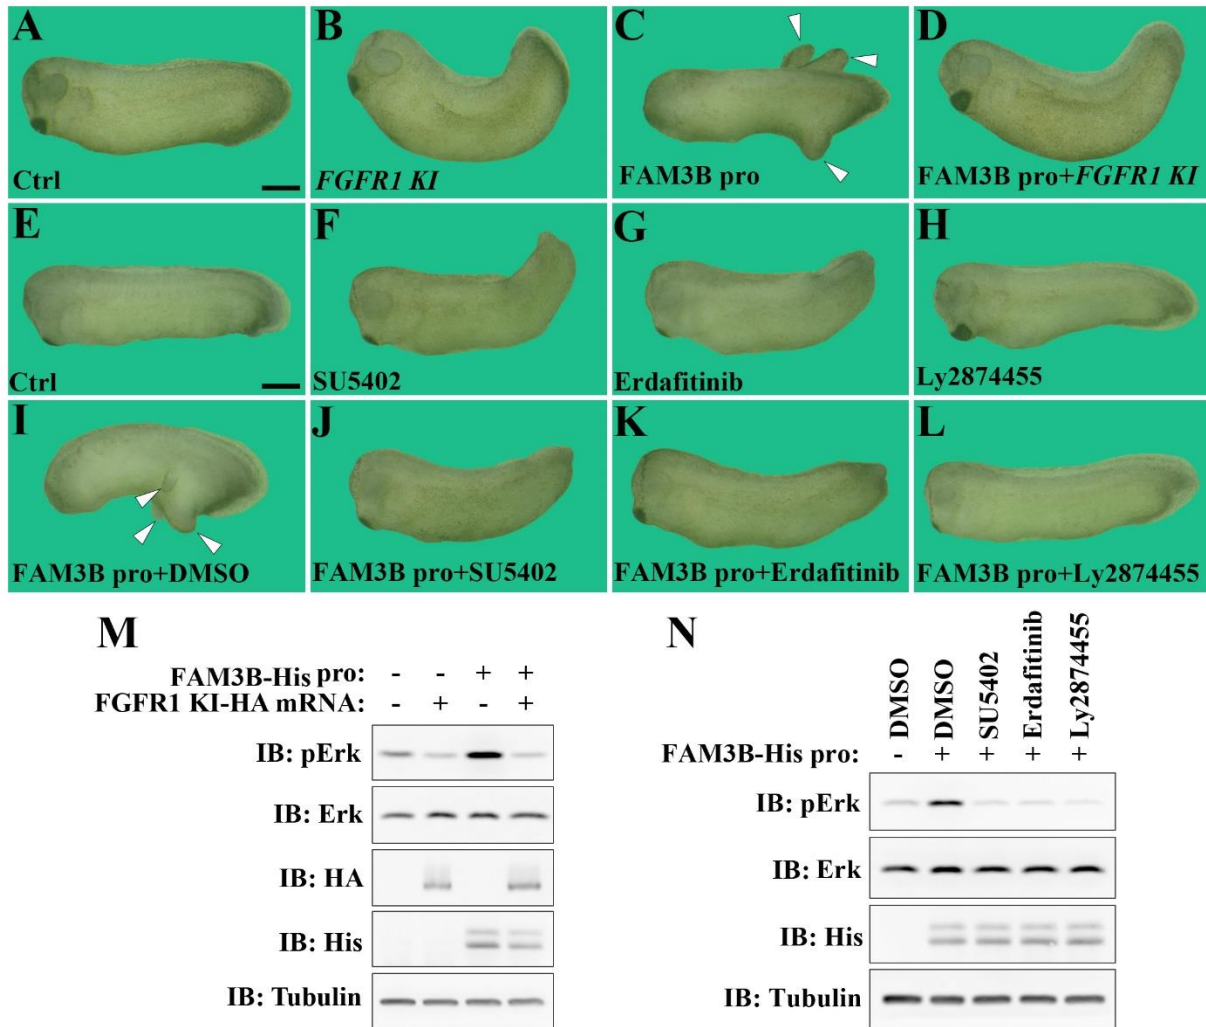 A
Ctrl
B
FGFR1 KI
C
FAM3B pro
D
FAM3B pro+FGFR1 KI
E
Ctrl
F
SU5402
G
Erdafitinib
H
Ly2874455
I
FAM3B pro+DMSO
J
FAM3B pro+SU5402
K
FAM3B pro+Erdafitinib
L
FAM3B pro+Ly2874455
M
FAM3B-His pro: - - + +
FGFR1 KI-HA mRNA: - + - +
IB: pErk
IB: Erk
IB: HA
IB: His
IB: Tubulin
N
DMSO
DMSO
SU5402
Erdafitinib
Ly2874455
FAM3B-His pro: - + + + +
IB: pErk
IB: Erk
IB: His
IB: Tubulin